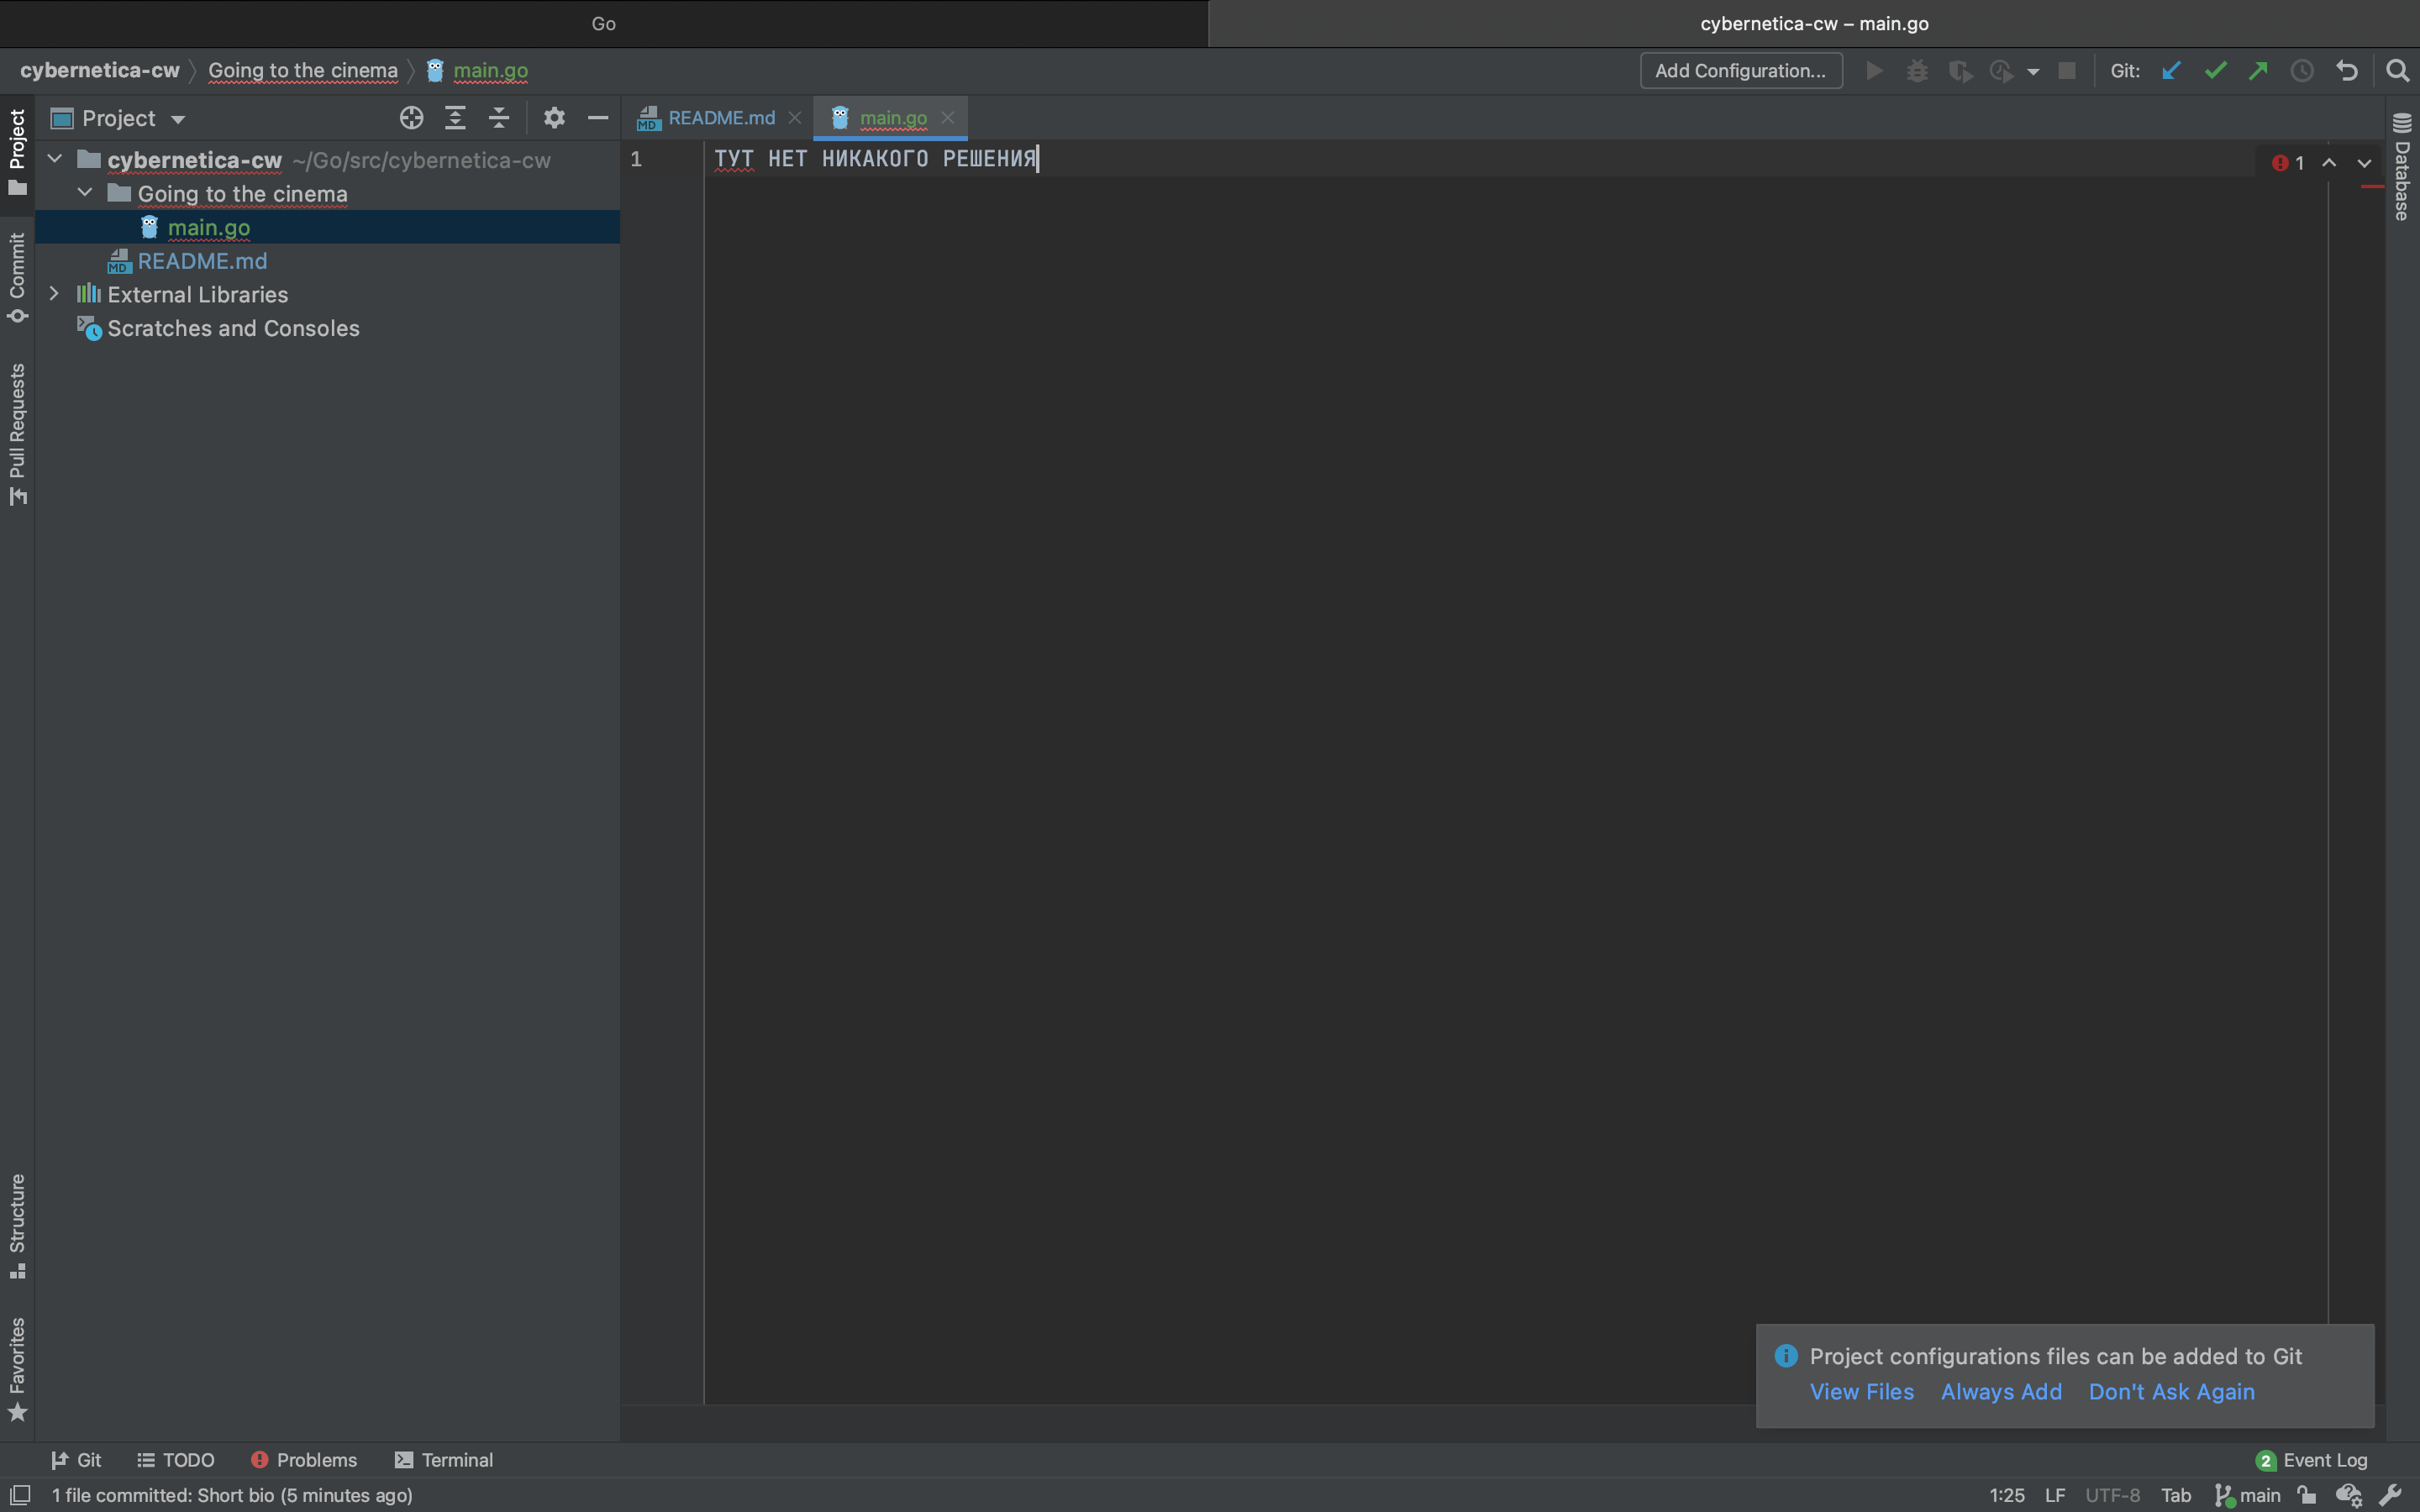 Go
cybernetica-cw – main.go
cybernetica-cw Going to the cinema main.go
Add Configuration... Git:
Project
README.md main.go
cybernetica-cw ~/Go/src/cybernetica-cw
Going to the cinema
main.go
README.md
External Libraries
Scratches and Consoles
1 ТУТ НЕТ НИКАКОГО РЕШЕНИЯ
1
Project
Commit
Pull Requests
Structure
Favorites
Database
Project configurations files can be added to Git
View Files Always Add Don't Ask Again
Git TODO Problems Terminal
2 Event Log
1 file committed: Short bio (5 minutes ago)
1:25 LF UTF-8 Tab main